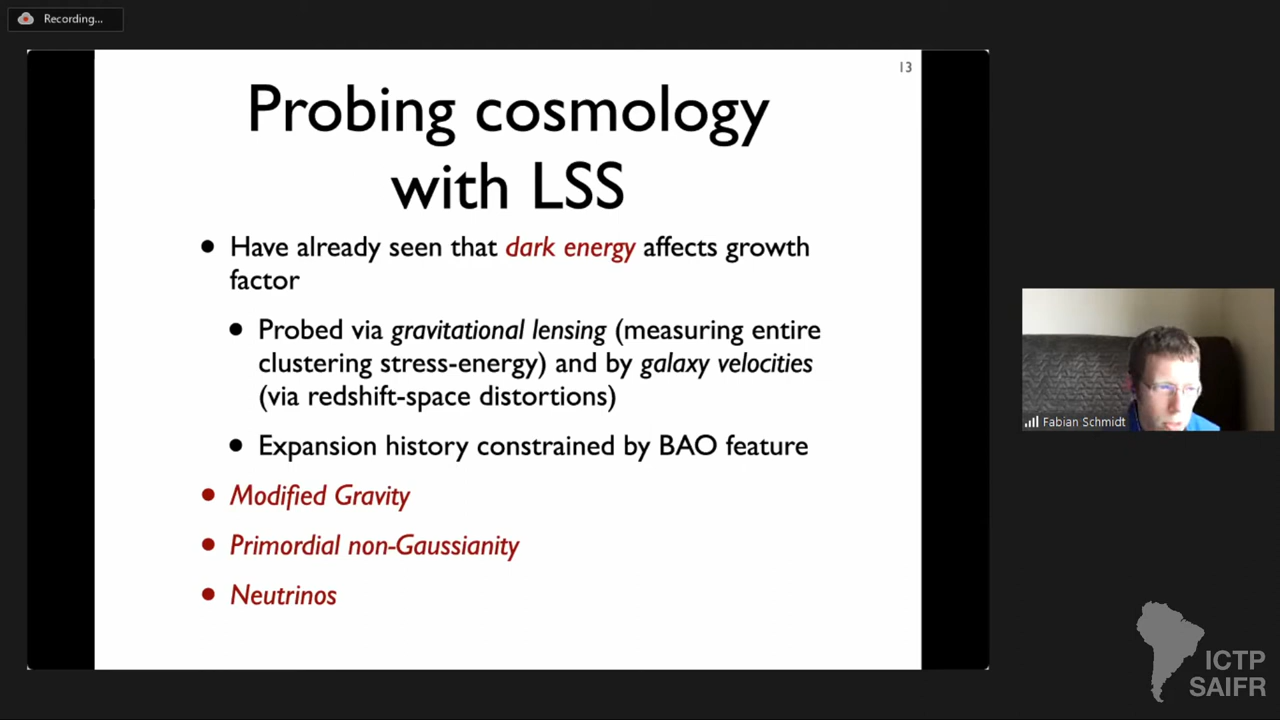 Recording...
13
Probing cosmology
with LSS
• Have already seen that dark energy affects growth
factor
• Probed via gravitational lensing (measuring entire
clustering stress-energy) and by galaxy velocities
(via redshift-space distortions)
• Expansion history constrained by BAO feature
• Modified Gravity
• Primordial non-Gaussianity
• Neutrinos
Fabian Schmidt
ICTP
SAIFR